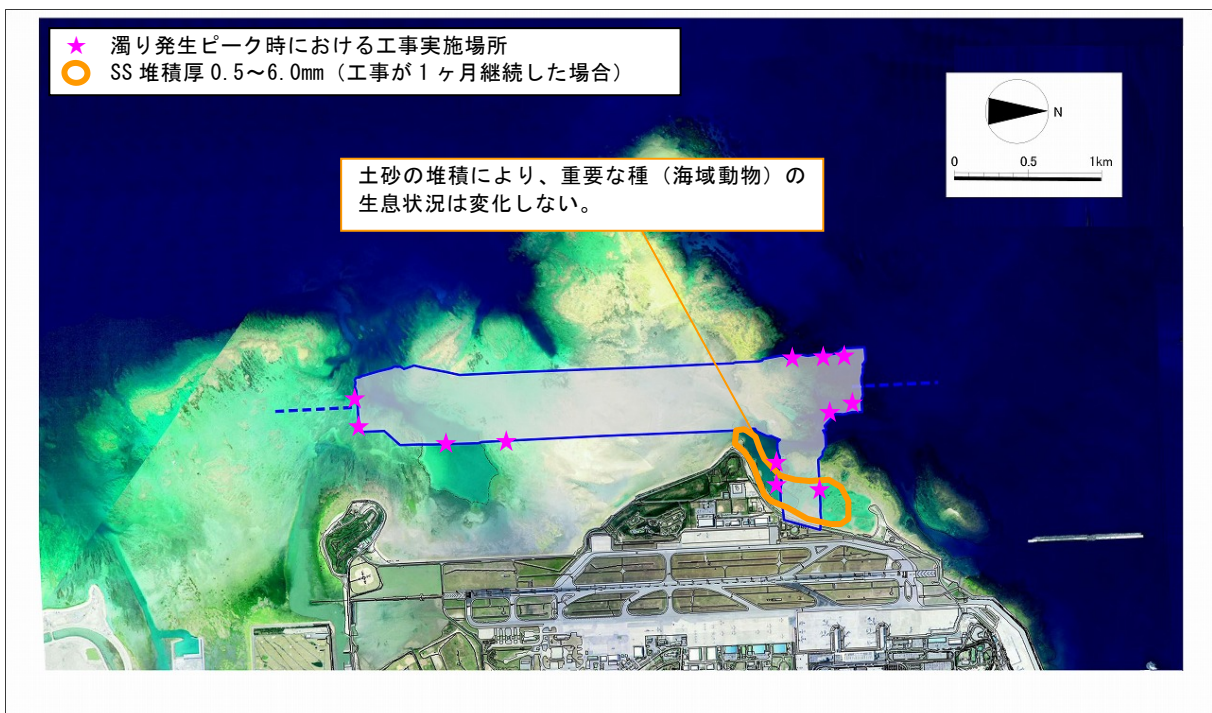 濁り発生ピーク時における工事実施場所
SS 堆積厚 0.5～6.0mm（工事が１ヶ月継続した場合）
N
0 0.5 1km
土砂の堆積により、重要な種（海域動物）の
生息状況は変化しない。